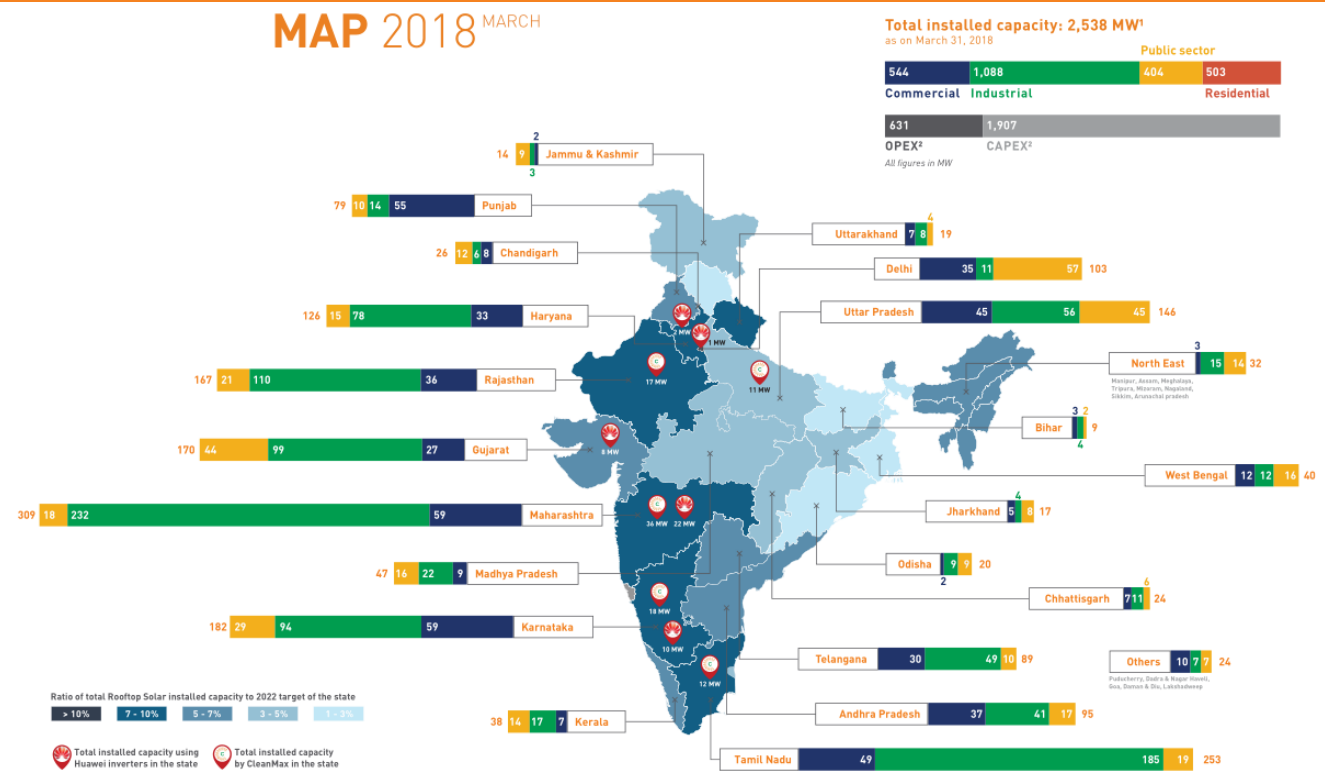 MAP 2018 MARCH
Total installed capacity: 2,538 MW¹
as on March 31, 2018
Public sector
544 1,088 404 503
Commercial Industrial Residential
631 1,907
OPEX² CAPEX²
All figures in MW
2
14 9 Jammu & Kashmir
3
79 10 14 55 Punjab
26 12 6 8 Chandigarh
126 15 78 33 Haryana
167 21 110 36 Rajasthan
170 44 99 27 Gujarat
309 18 232 59 Maharashtra
47 16 22 9 Madhya Pradesh
182 29 94 59 Karnataka
38 14 17 7 Kerala
4
Uttarakhand 7 8 19
Delhi 35 11 57 103
Uttar Pradesh 45 56 45 146
3
North East 15 14 32
Manipur, Assam, Meghalaya,
Tripura, Mizoram, Nagaland,
Sikkim, Arunachal pradesh
3 2
Bihar 9
4
West Bengal 12 12 16 40
4
Jharkhand 5 8 17
Odisha 9 9 20
2
6
Chhattisgarh 7 11 24
Telangana 30 49 10 89
Others 10 7 7 24
Puducherry, Dadra & Nagar Haveli,
Goa, Daman & Diu, Lakshadweep
Andhra Pradesh 37 41 17 95
Tamil Nadu 49 185 19 253
2 MW
1 MW
17 MW
11 MW
8 MW
36 MW 22 MW
18 MW
10 MW
12 MW
Ratio of total Rooftop Solar installed capacity to 2022 target of the state
> 10% 7 - 10% 5 - 7% 3 - 5% 1 - 3%
Total installed capacity using
Huawei inverters in the state
Total installed capacity
by CleanMax in the state